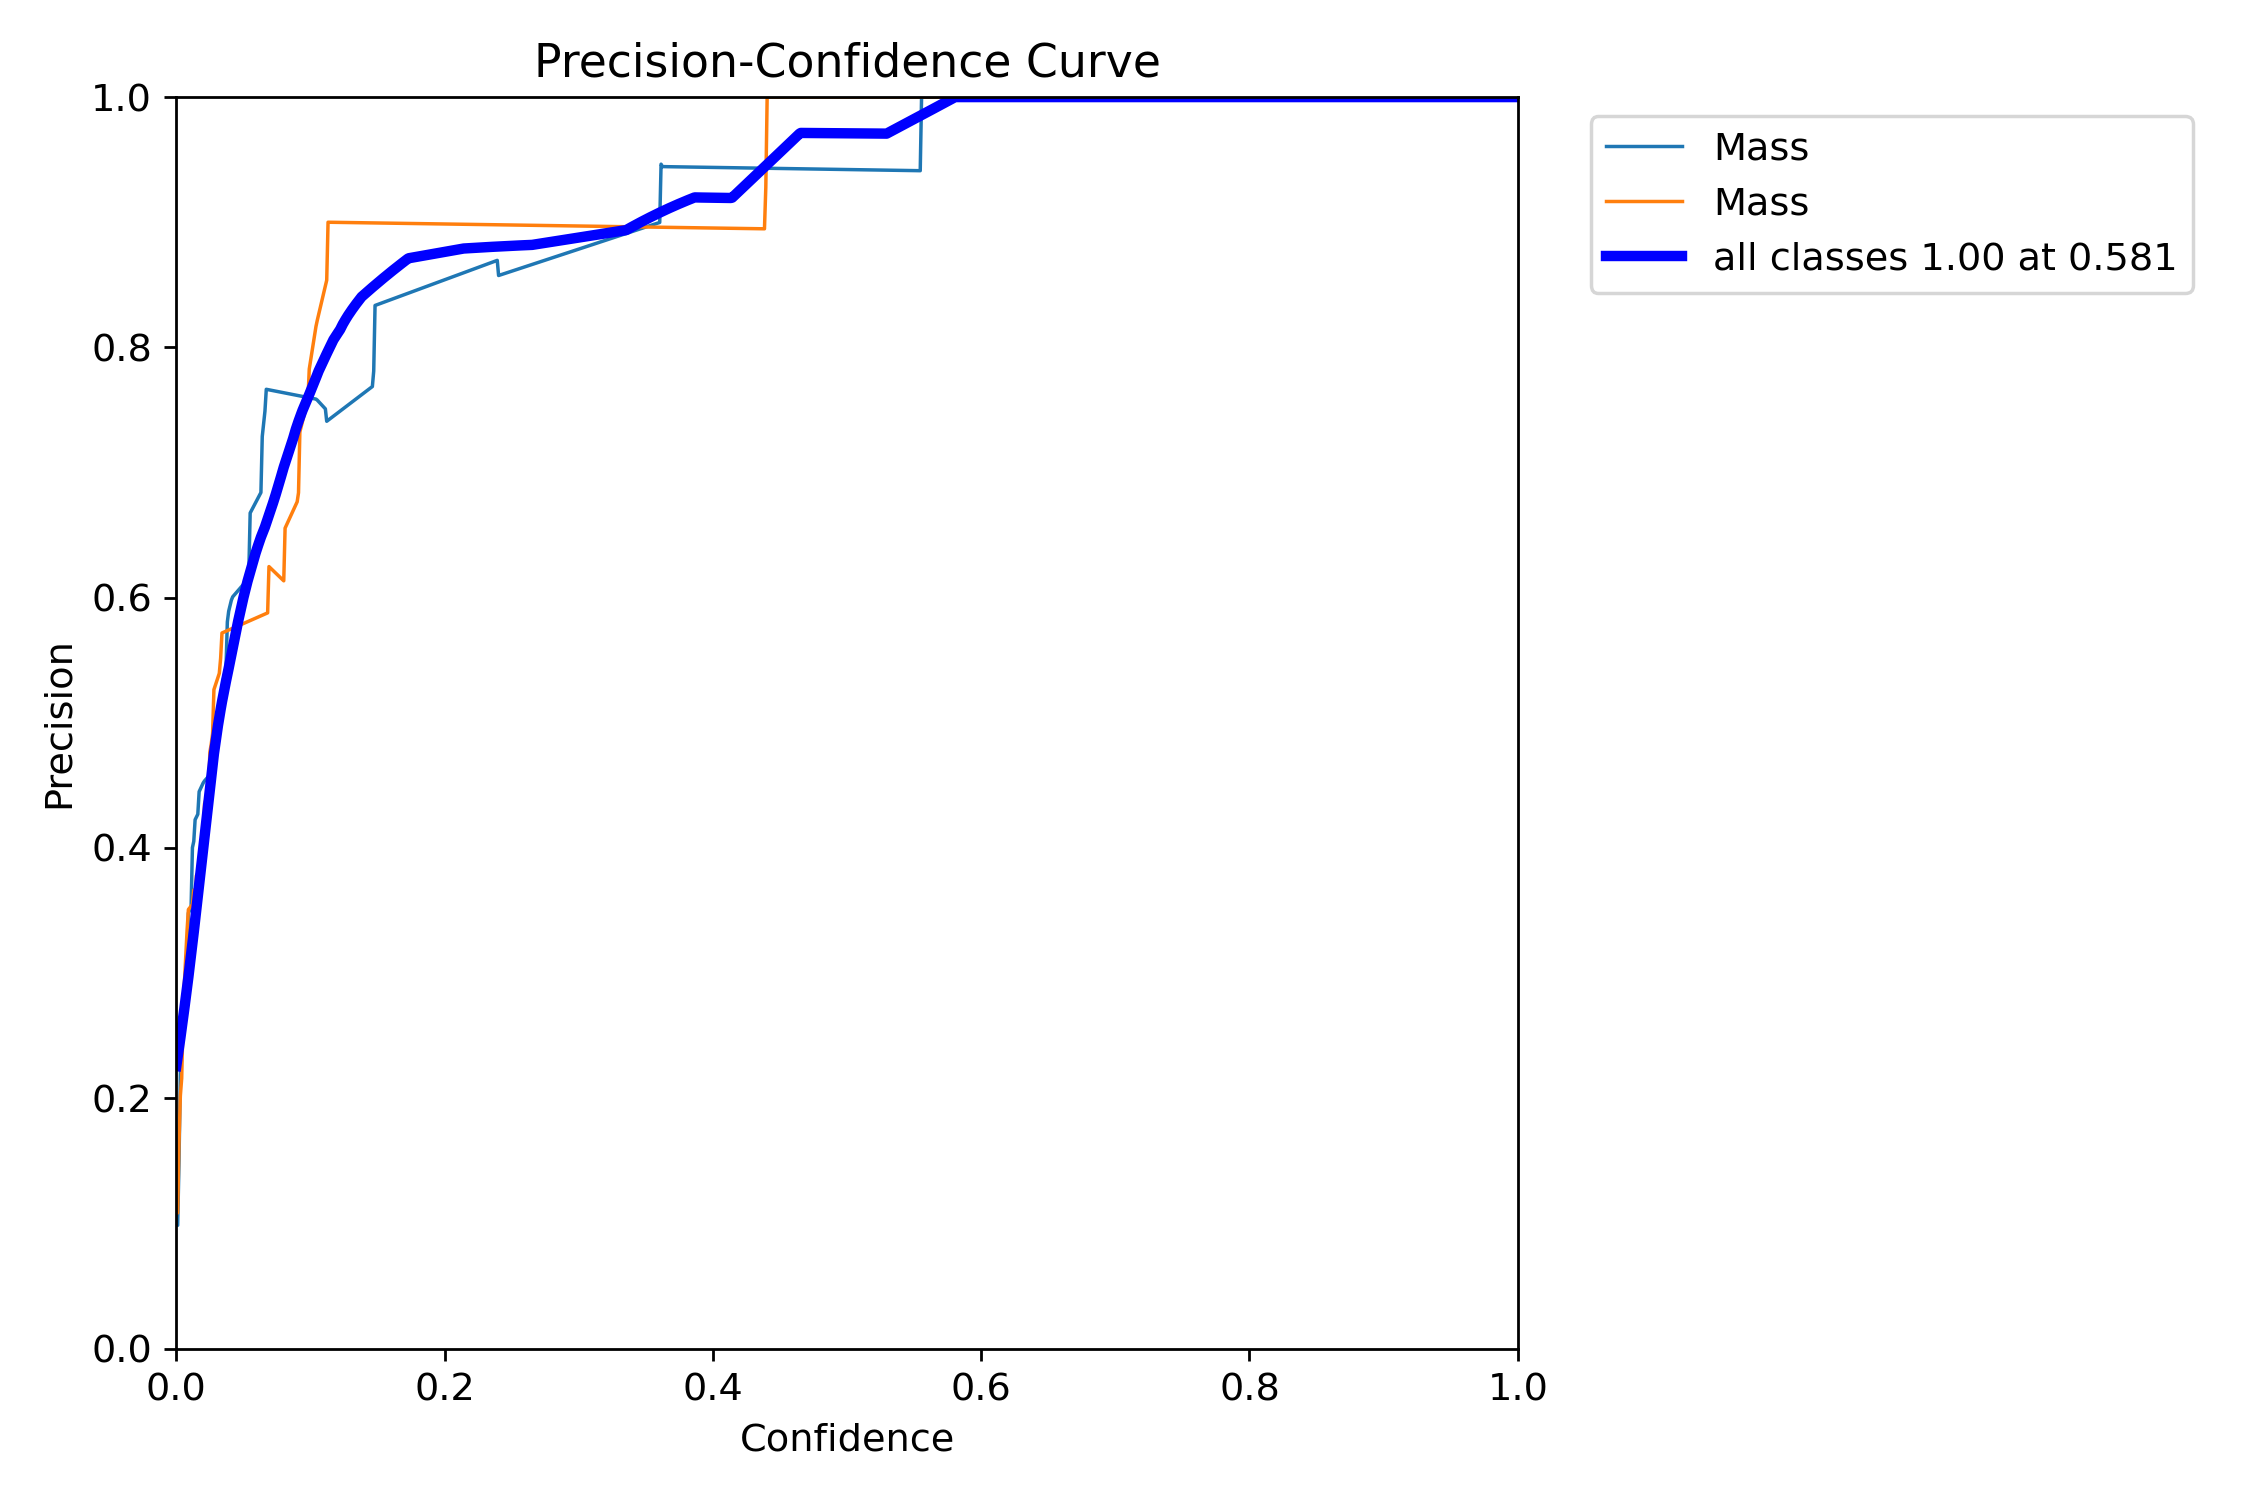 Precision-Confidence Curve
1.0
0.8
0.6
0.4
0.2
0.0
Precision
0.0 0.2 0.4 0.6 0.8 1.0
Confidence
Mass
Mass
all classes 1.00 at 0.581